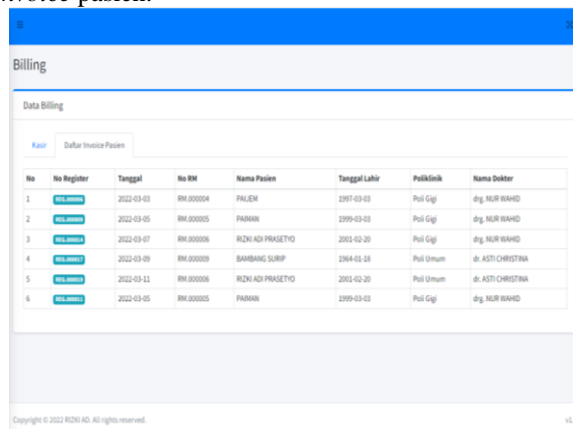 pasien.
Billing
Data Billing
Kasir Daftar Invoice Pasien
No No Register Tanggal No RM Nama Pasien Tanggal Lahir Poliklinik Nama Dokter
1 2022-03-03 RM.000004 PAIJEM 1997-03-03 Poli Gigi drg. NUR WAHID
2 2022-03-05 RM.000005 PAIMAN 1999-03-03 Poli Gigi drg. NUR WAHID
3 2022-03-07 RM.000006 RIZKI ADI PRASETYO 2001-02-20 Poli Gigi drg. NUR WAHID
4 2022-03-09 RM.000009 BAMBANG SURIP 1964-01-16 Poli Umum dr. ASTI CHRISTINA
5 2022-03-11 RM.000006 RIZKI ADI PRASETYO 2001-02-20 Poli Umum dr. ASTI CHRISTINA
6 2022-03-05 RM.000005 PAIMAN 1999-03-03 Poli Gigi drg. NUR WAHID
Copyright © 2022 RIZKI AD. All rights reserved.